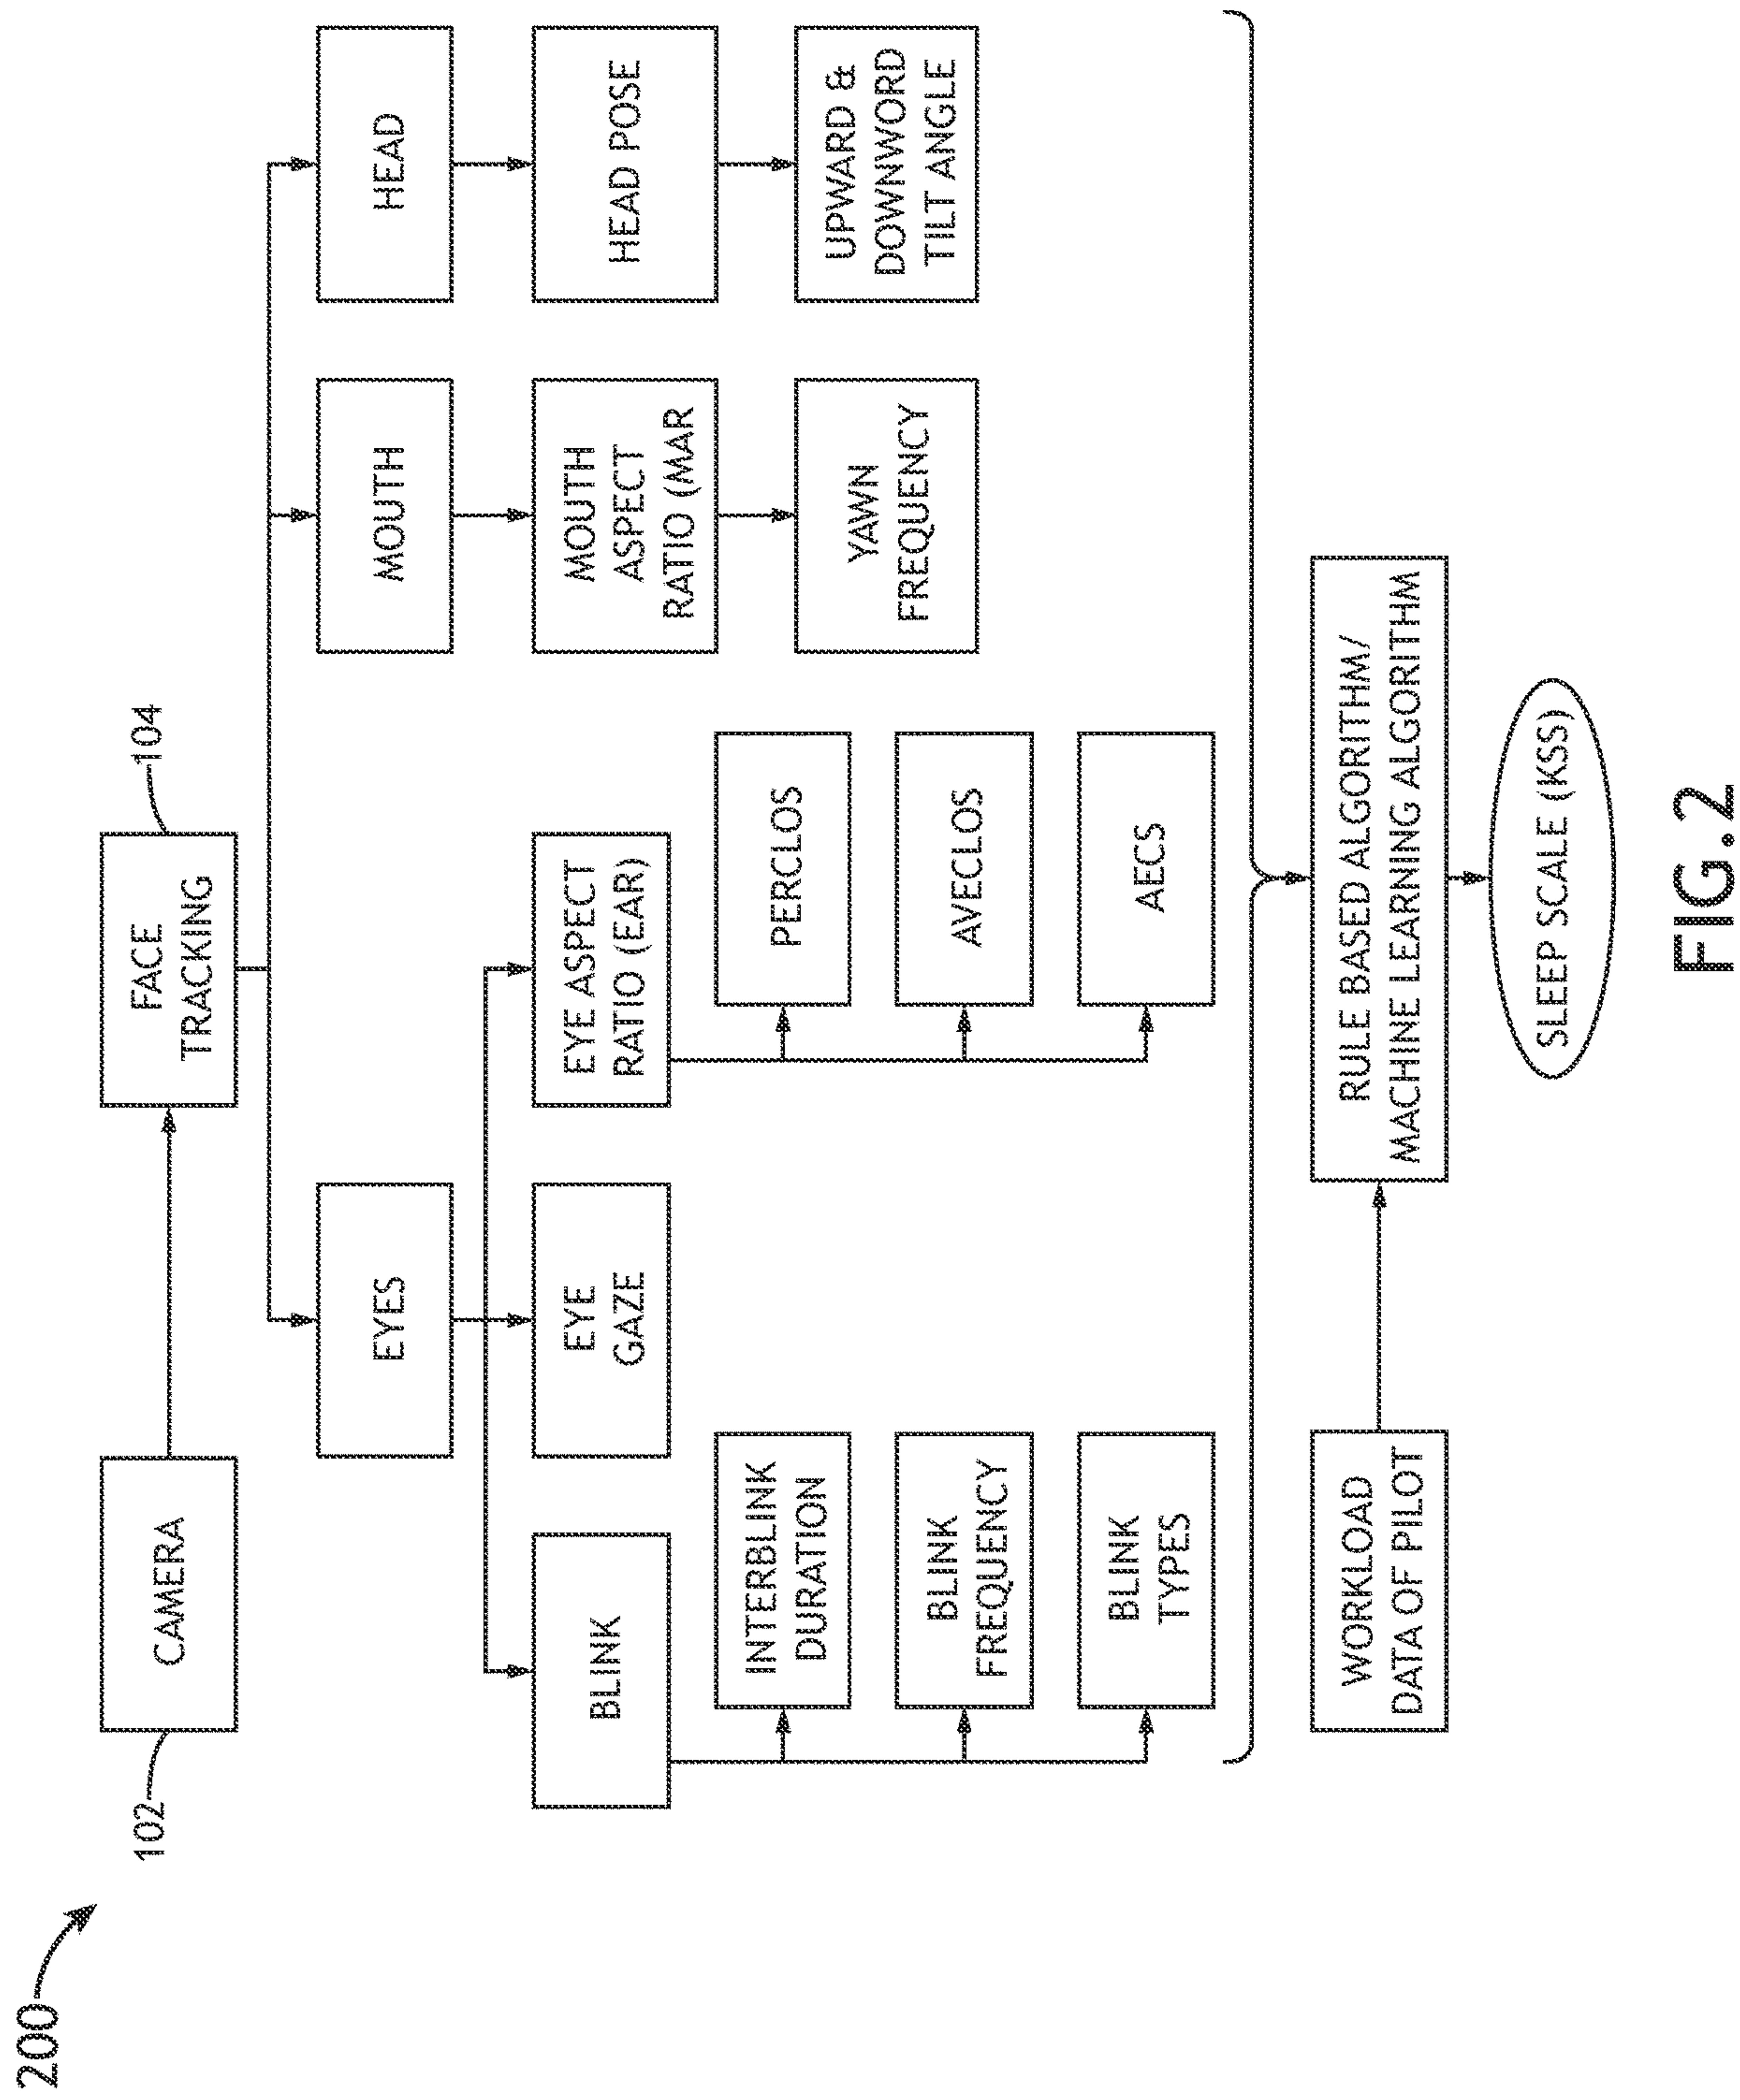 200
102
CAMERA
FACE
TRACKING
104
EYES
MOUTH
HEAD
BLINK
EYE
GAZE
EYE ASPECT
RATIO (EAR)
MOUTH
ASPECT
RATIO (MAR
HEAD POSE
INTERBLINK
DURATION
PERCLOS
YAWN
FREQUENCY
UPWARD &
DOWNWORD
TILT ANGLE
BLINK
FREQUENCY
AVECLOS
BLINK
TYPES
AECS
WORKLOAD
DATA OF PILOT
RULE BASED ALGORITHM/
MACHINE LEARNING ALGORITHM
SLEEP SCALE (KSS)
FIG.2